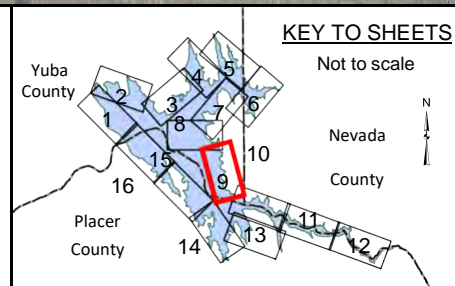 KEY TO SHEETS
Not to scale
Yuba
County
N
Nevada
County
Placer
County
1
2
3
4
5
6
7
8
9
10
11
12
13
14
15
16